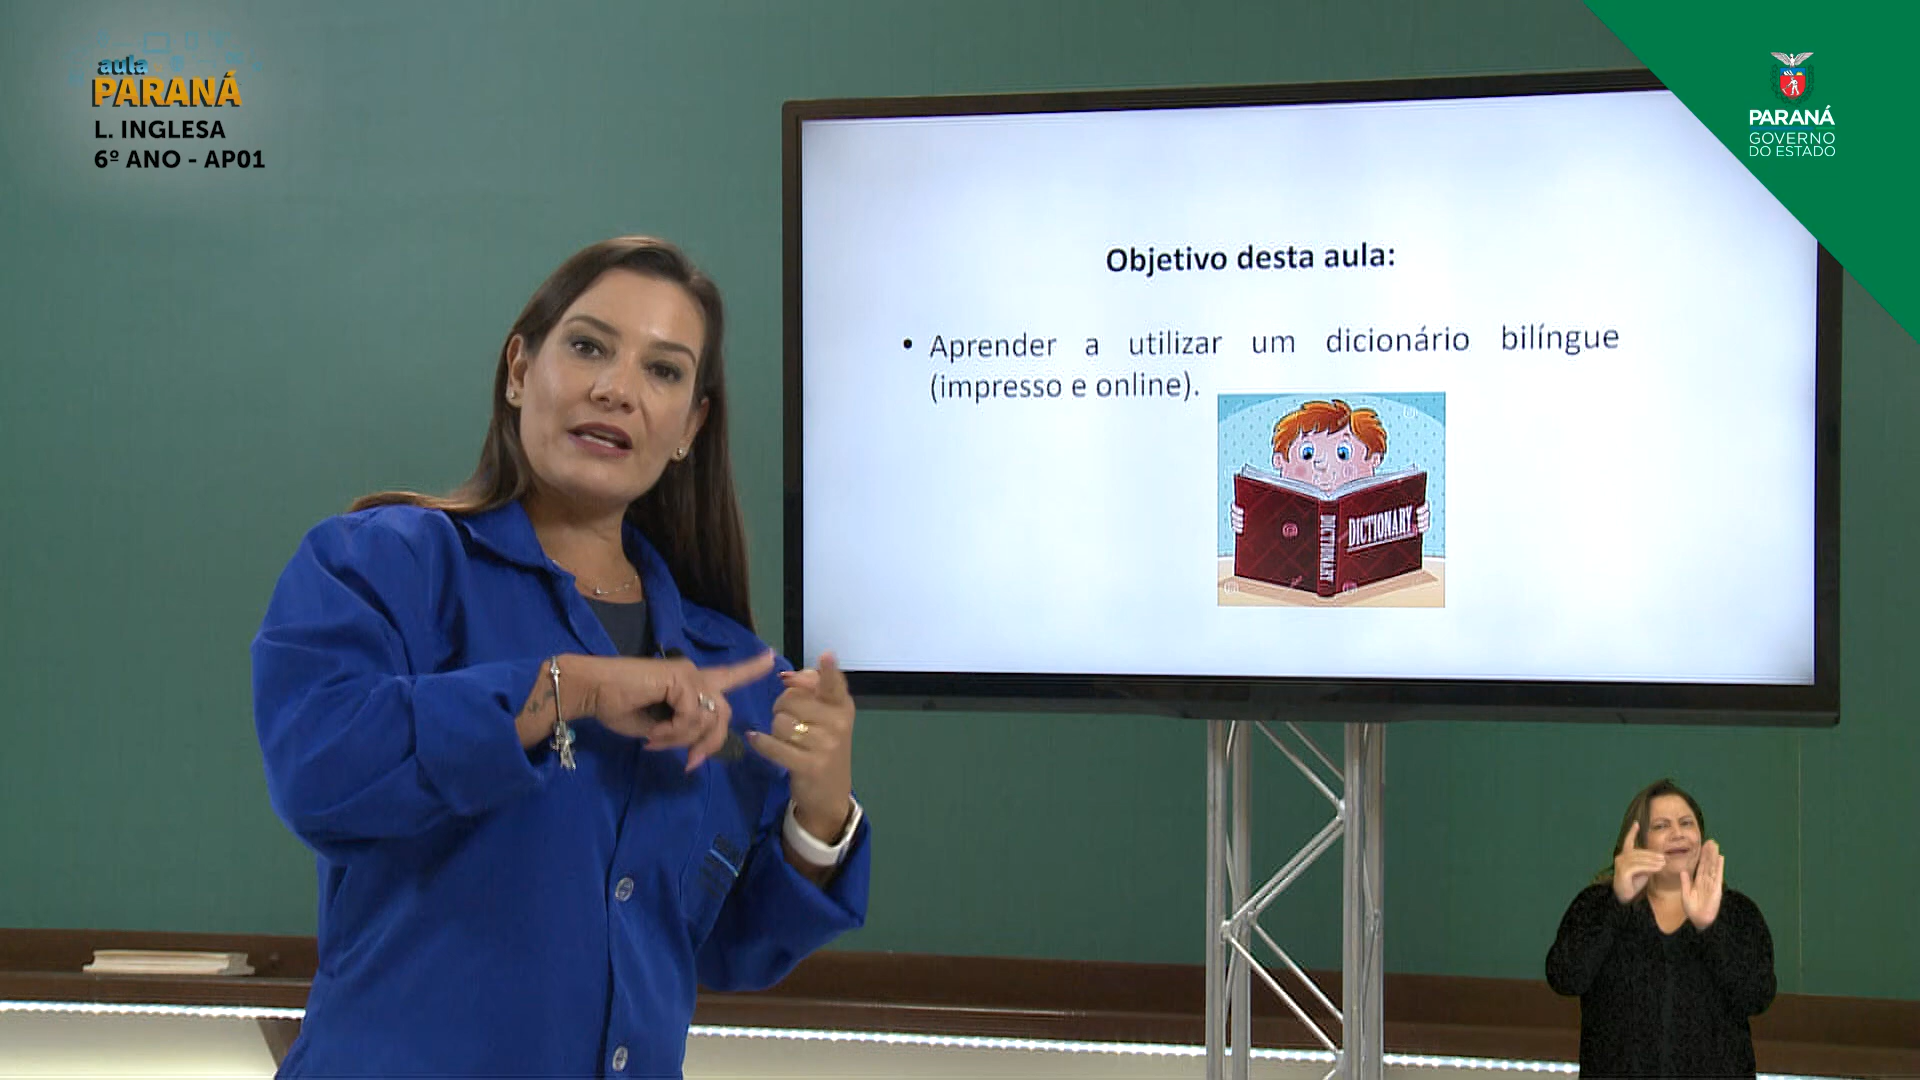 aula
PARANÁ
L. INGLESA
6º ANO - AP01
PARANÁ
GOVERNO
DO ESTADO
Objetivo desta aula:
• Aprender a utilizar um dicionário bilíngue
(impresso e online).
DICTIONARY
DICTIONARY